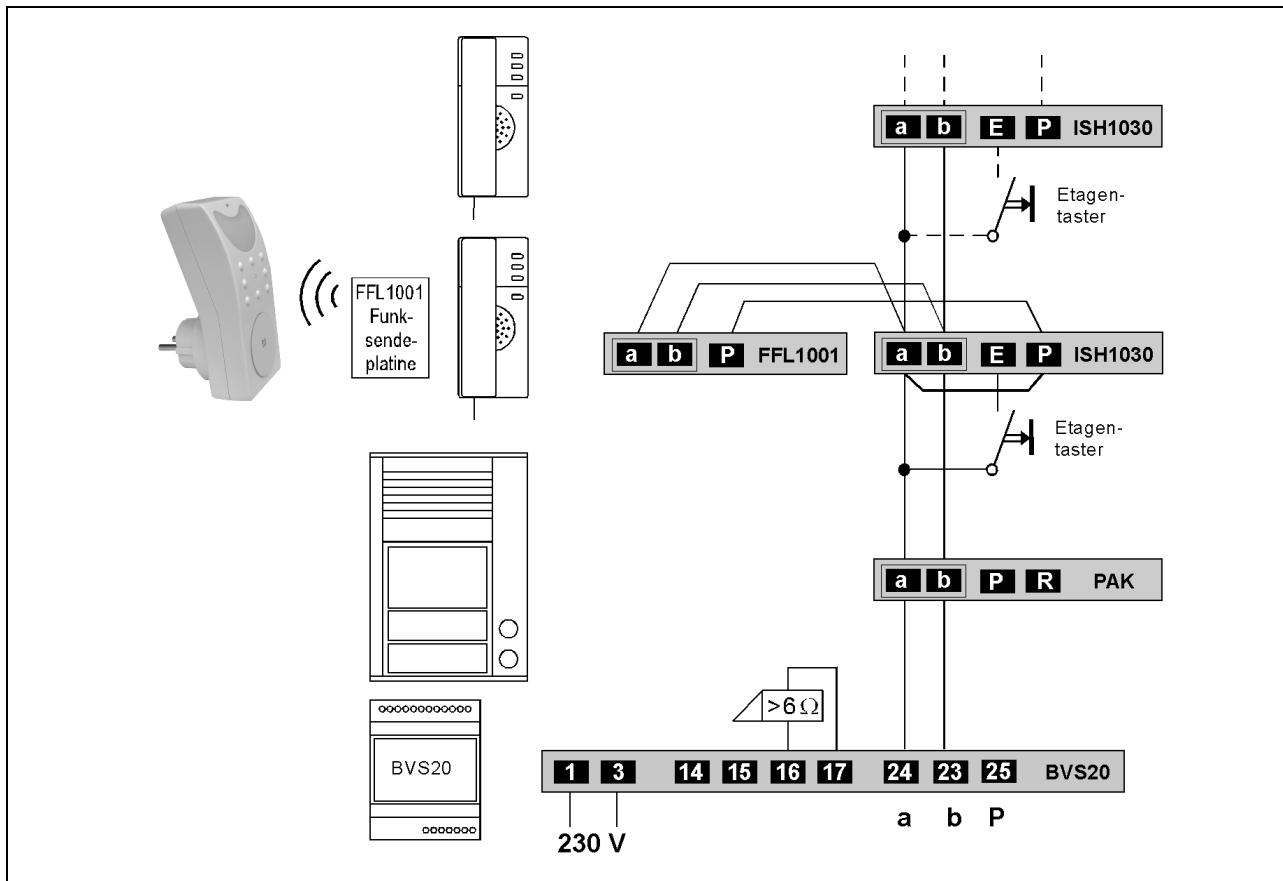 a b E P ISH1030
Etagen-
taster
FFL1001
Funk-
sende-
platine
a b P FFL1001
a b E P ISH1030
Etagen-
taster
a b P R PAK
>6 Ω
BVS20
1 3 14 15 16 17 24 23 25 BVS20
a b P
230 V